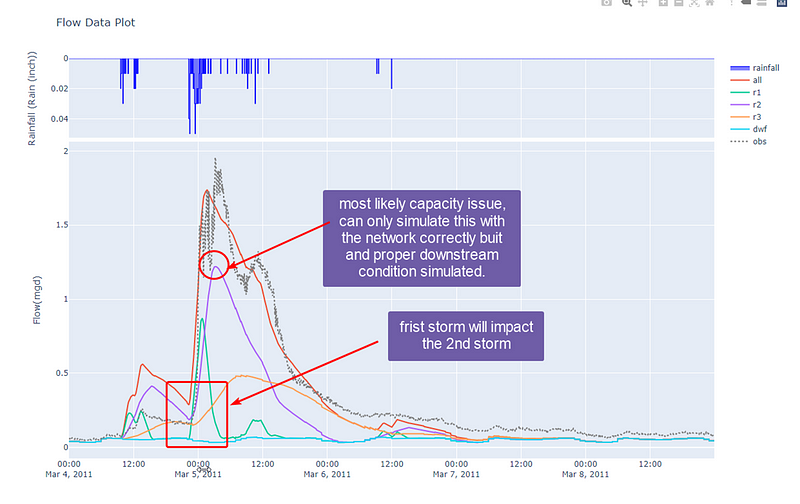 Flow Data Plot
Rainfall (Rain (inch))
0
0.02
0.04
rainfall
all
r1
r2
r3
dwf
obs
Flow(mgd)
2
1.5
1
0.5
0
most likely capacity issue,
can only simulate this with
the network correctly buit
and proper downstream
condition simulated.
frist storm will impact
the 2nd storm
00:00 12:00 00:00 12:00 00:00 12:00 00:00 12:00 00:00 12:00
Mar 4, 2011 Mar 5, 2011 Mar 6, 2011 Mar 7, 2011 Mar 8, 2011